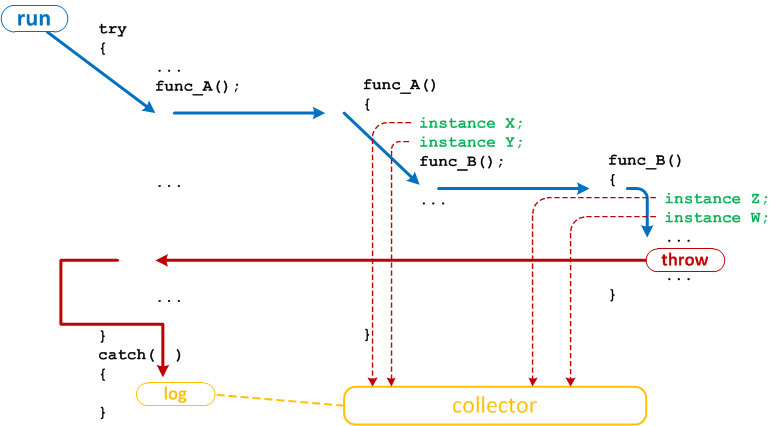 run
try
{
...
func_A();
...
...
}
catch( )
{
log
}
func_A()
{
instance X;
instance Y;
func_B();
...
}
func_B()
{
instance Z;
instance W;
...
throw
...
}
collector